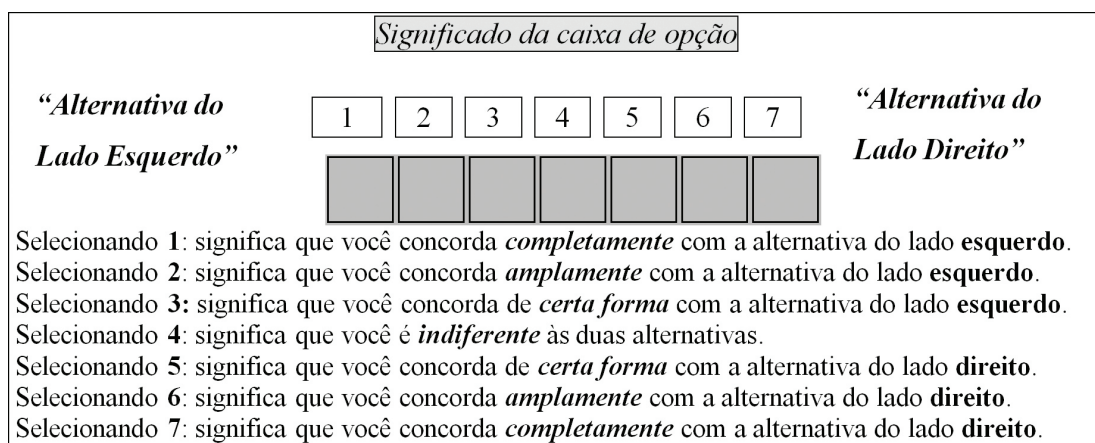 Significado da caixa de opção
“Alternativa do
Lado Esquerdo”
1 2 3 4 5 6 7
“Alternativa do
Lado Direito”
Selecionando 1: significa que você concorda completamente com a alternativa do lado esquerdo.
Selecionando 2: significa que você concorda amplamente com a alternativa do lado esquerdo.
Selecionando 3: significa que você concorda de certa forma com a alternativa do lado esquerdo.
Selecionando 4: significa que você é indiferente às duas alternativas.
Selecionando 5: significa que você concorda de certa forma com a alternativa do lado direito.
Selecionando 6: significa que você concorda amplamente com a alternativa do lado direito.
Selecionando 7: significa que você concorda completamente com a alternativa do lado direito.